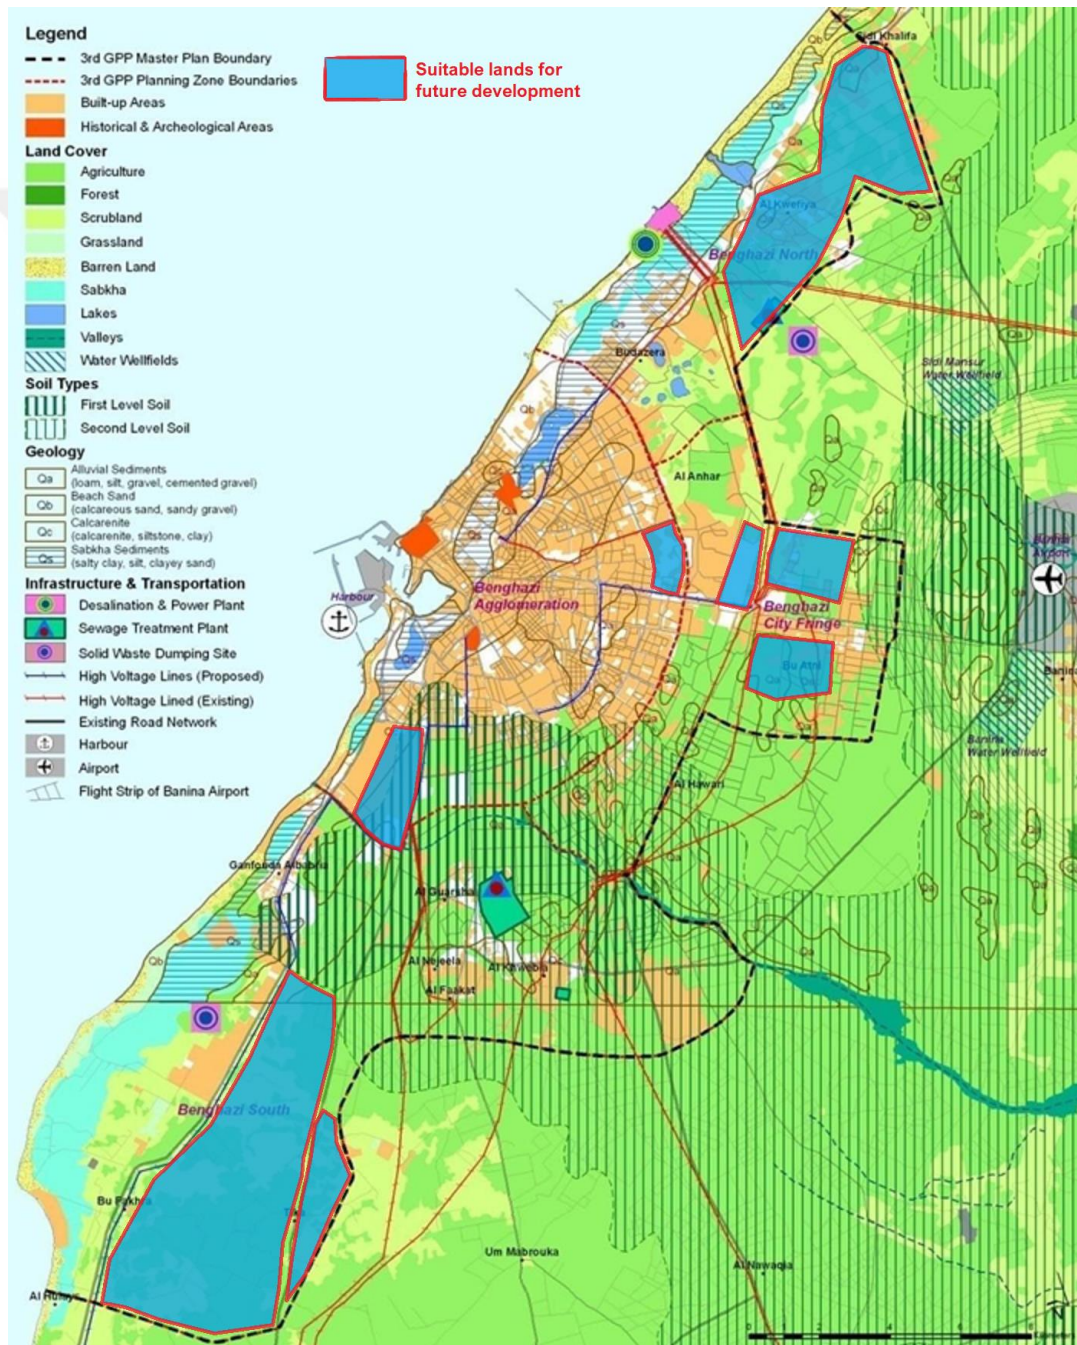 Legend
3rd GPP Master Plan Boundary
3rd GPP Planning Zone Boundaries
Built-up Areas
Historical & Archeological Areas
Land Cover
Agriculture
Forest
Scrubland
Grassland
Barren Land
Sabkha
Lakes
Valleys
Water Wellfields
Soil Types
First Level Soil
Second Level Soil
Geology
Qa
Alluvial Sediments
(loam, silt, gravel, cemented gravel)
Qb
Beach Sand
(calcareous sand, sandy gravel)
Qc
Calcarenite
(calcarenite, siltstone, clay)
Qs
Sabkha Sediments
(salty clay, silt, clayey sand)
Infrastructure & Transportation
Desalination & Power Plant
Sewage Treatment Plant
Solid Waste Dumping Site
High Voltage Lines (Proposed)
High Voltage Lined (Existing)
Existing Road Network
Harbour
Airport
Flight Strip of Banina Airport
Suitable lands for
future development
Sidi Khalifa
Al Kwefiya
Benghazi North
Budazera
Sidi Mansur
Water Wellfield
Al Anhar
Benghazi
Agglomeration
Harbour
Benghazi
City Fringe
Bu Atni
Airport
Banina
Banina
Water Wellfield
Al Hawari
Ganfouda Albahria
Al Guarsha
Al Nejeela
Al Khwebia
Al Faakat
Benghazi South
Bu Fakhra
Um Mabrouka
Al Nawaqia
N